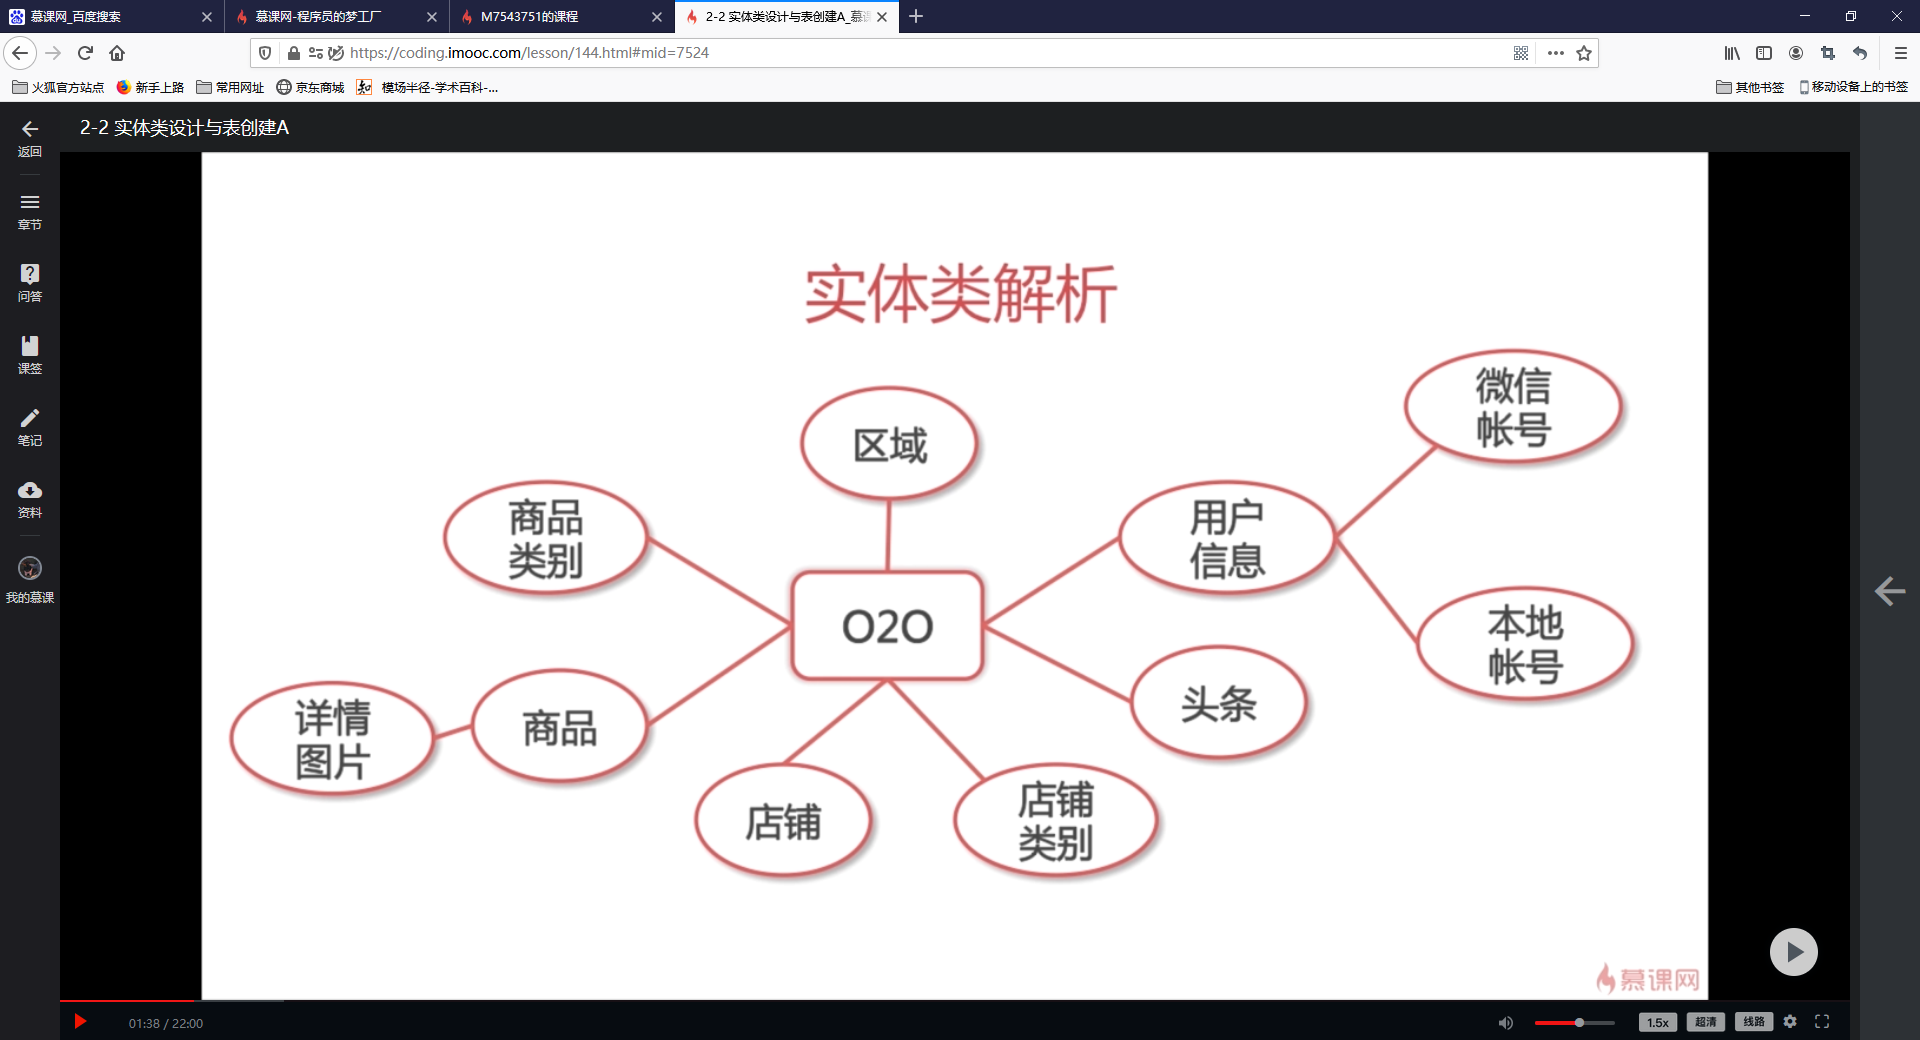 慕课网_百度搜索
慕课网-程序员的梦工厂
M7543751的课程
2-2 实体类设计与表创建A_慕课
https://coding.imooc.com/lesson/144.html#mid=7524
火狐官方站点
新手上路
常用网址
京东商城
模场半径-学术百科-...
其他书签
移动设备上的书签
返回
2-2 实体类设计与表创建A
章节
问答
课签
笔记
资料
我的慕课
实体类解析
微信
帐号
区域
商品
类别
用户
信息
O2O
本地
帐号
详情
图片
商品
头条
店铺
店铺
类别
慕课网
01:38 / 22:00
1.5x
超清
线路